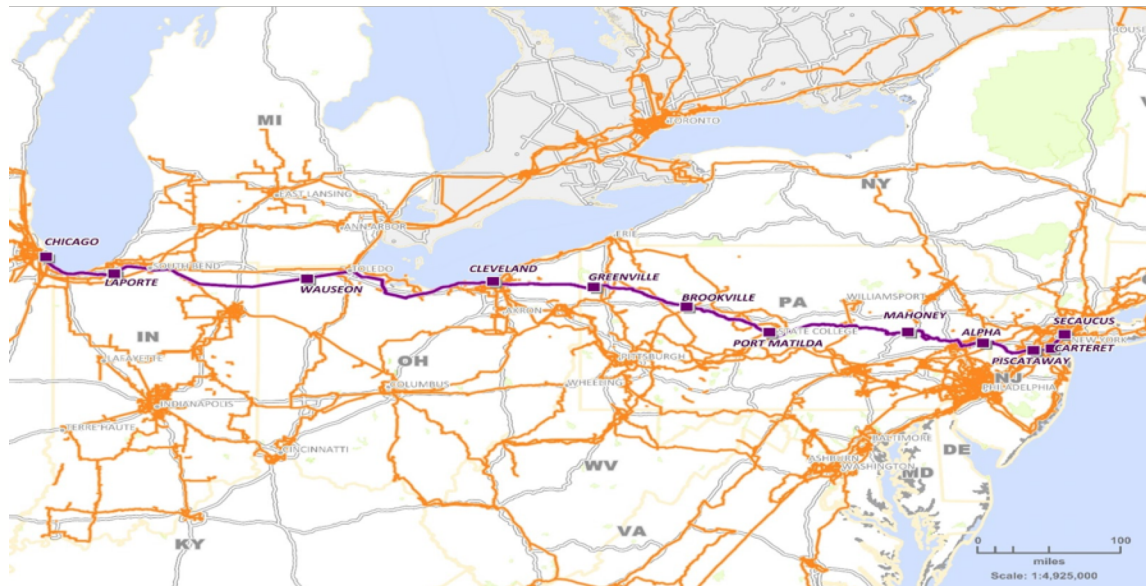 ROUSE
TORONTO
MI
EAST LANSING
NY
ANN ARBOR
ERIE
CHICAGO
SOUTH BEND
TOLEDO
CLEVELAND
LAPORTE
WAUSEON
GREENVILLE
BROOKVILLE
PA
WILLIAMSPORT
AKRON
MAHONEY
SECAUCUS
STATE COLLEGE
ALPHA
NEW YORK
IN
PORT MATILDA
CARTERET
LAFAYETTE
OH
PITTSBURGH
PISCATAWAY
COLUMBUS
WHEELING
NJ
PHILADELPHIA
INDIANAPOLIS
TERRE HAUTE
CINCINNATTI
BALTIMORE
DE
ASHBURN
WASHINGTON
WV
MD
VA
KY
0 50 100
miles
Scale: 1:4,925,000